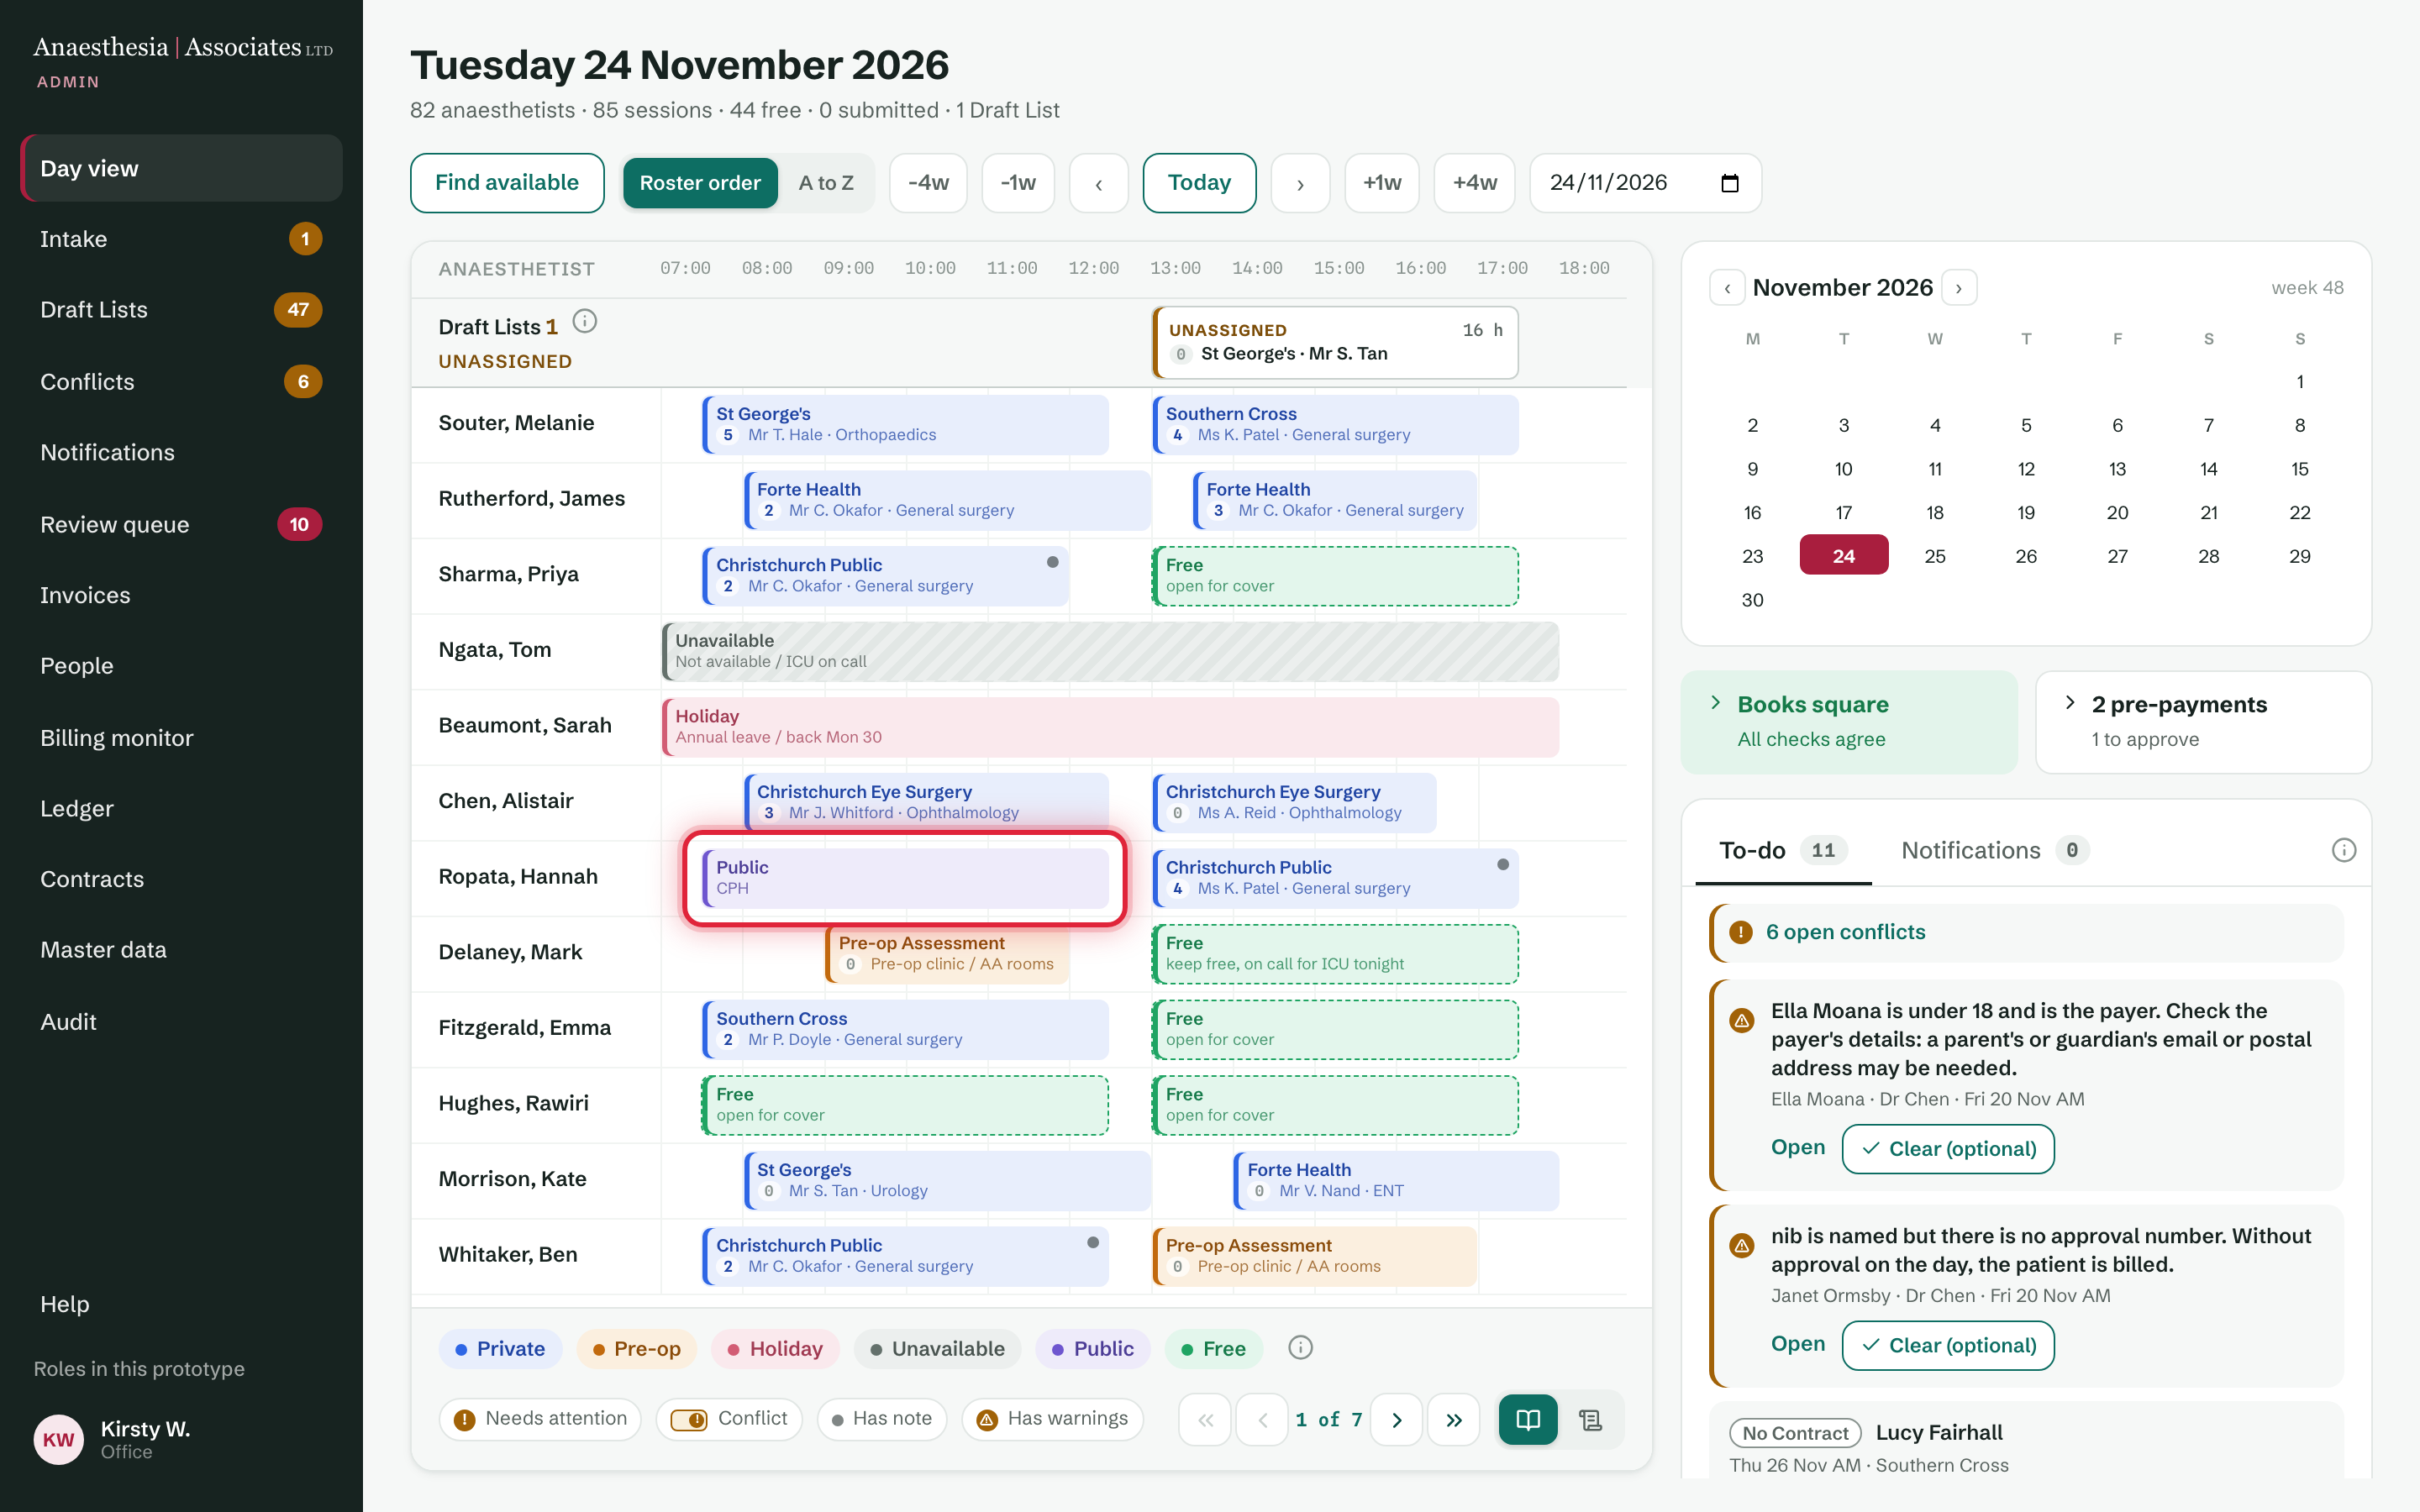 Anaesthesia | Associates LTD
ADMIN
Day view
Intake 1
Draft Lists 47
Conflicts 6
Notifications
Review queue 10
Invoices
People
Billing monitor
Ledger
Contracts
Master data
Audit
Help
Roles in this prototype
KW Kirsty W.
Office
Tuesday 24 November 2026
82 anaesthetists · 85 sessions · 44 free · 0 submitted · 1 Draft List
Find available Roster order A to Z -4w -1w ‹ Today › +1w +4w 24/11/2026
ANAESTHETIST 07:00 08:00 09:00 10:00 11:00 12:00 13:00 14:00 15:00 16:00 17:00 18:00
Draft Lists 1
UNASSIGNED
UNASSIGNED 16 h
0 St George's · Mr S. Tan
Souter, Melanie
St George's
5 Mr T. Hale · Orthopaedics
Southern Cross
4 Ms K. Patel · General surgery
Rutherford, James
Forte Health
2 Mr C. Okafor · General surgery
Forte Health
3 Mr C. Okafor · General surgery
Sharma, Priya
Christchurch Public
2 Mr C. Okafor · General surgery
Free
open for cover
Ngata, Tom
Unavailable
Not available / ICU on call
Beaumont, Sarah
Holiday
Annual leave / back Mon 30
Chen, Alistair
Christchurch Eye Surgery
3 Mr J. Whitford · Ophthalmology
Christchurch Eye Surgery
0 Ms A. Reid · Ophthalmology
Ropata, Hannah
Public
CPH
Christchurch Public
4 Ms K. Patel · General surgery
Delaney, Mark
Pre-op Assessment
0 Pre-op clinic / AA rooms
Free
keep free, on call for ICU tonight
Fitzgerald, Emma
Southern Cross
2 Mr P. Doyle · General surgery
Free
open for cover
Hughes, Rawiri
Free
open for cover
Free
open for cover
Morrison, Kate
St George's
0 Mr S. Tan · Urology
Forte Health
0 Mr V. Nand · ENT
Whitaker, Ben
Christchurch Public
2 Mr C. Okafor · General surgery
Pre-op Assessment
0 Pre-op clinic / AA rooms
Private Pre-op Holiday Unavailable Public Free
Needs attention Conflict Has note Has warnings « ‹ 1 of 7 › »
‹ November 2026 › week 48
M T W T F S S
1
2 3 4 5 6 7 8
9 10 11 12 13 14 15
16 17 18 19 20 21 22
23 24 25 26 27 28 29
30
Books square
All checks agree
2 pre-payments
1 to approve
To-do 11 Notifications 0
6 open conflicts
Ella Moana is under 18 and is the payer. Check the
payer's details: a parent's or guardian's email or postal
address may be needed.
Ella Moana · Dr Chen · Fri 20 Nov AM
Open Clear (optional)
nib is named but there is no approval number. Without
approval on the day, the patient is billed.
Janet Ormsby · Dr Chen · Fri 20 Nov AM
Open Clear (optional)
No Contract Lucy Fairhall
Thu 26 Nov AM · Southern Cross